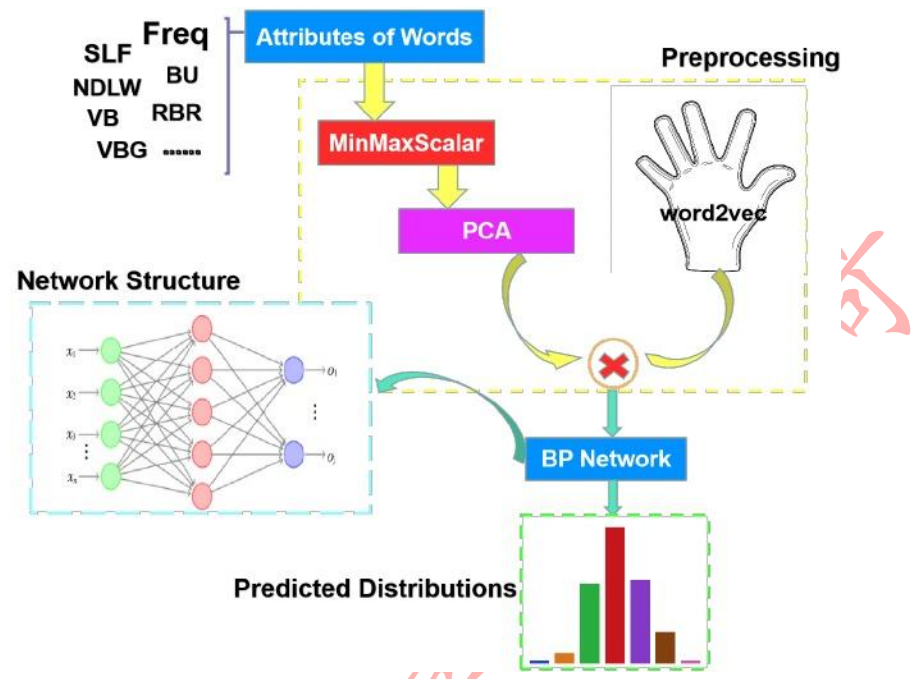 Freq
SLF
BU
NDLW
RBR
VB
VBG
......
Attributes of Words
Preprocessing
MinMaxScalar
word2vec
PCA
Network Structure
x₁
x₂
x₃
⋮
xₙ
o₁
⋮
BP Network
Predicted Distributions